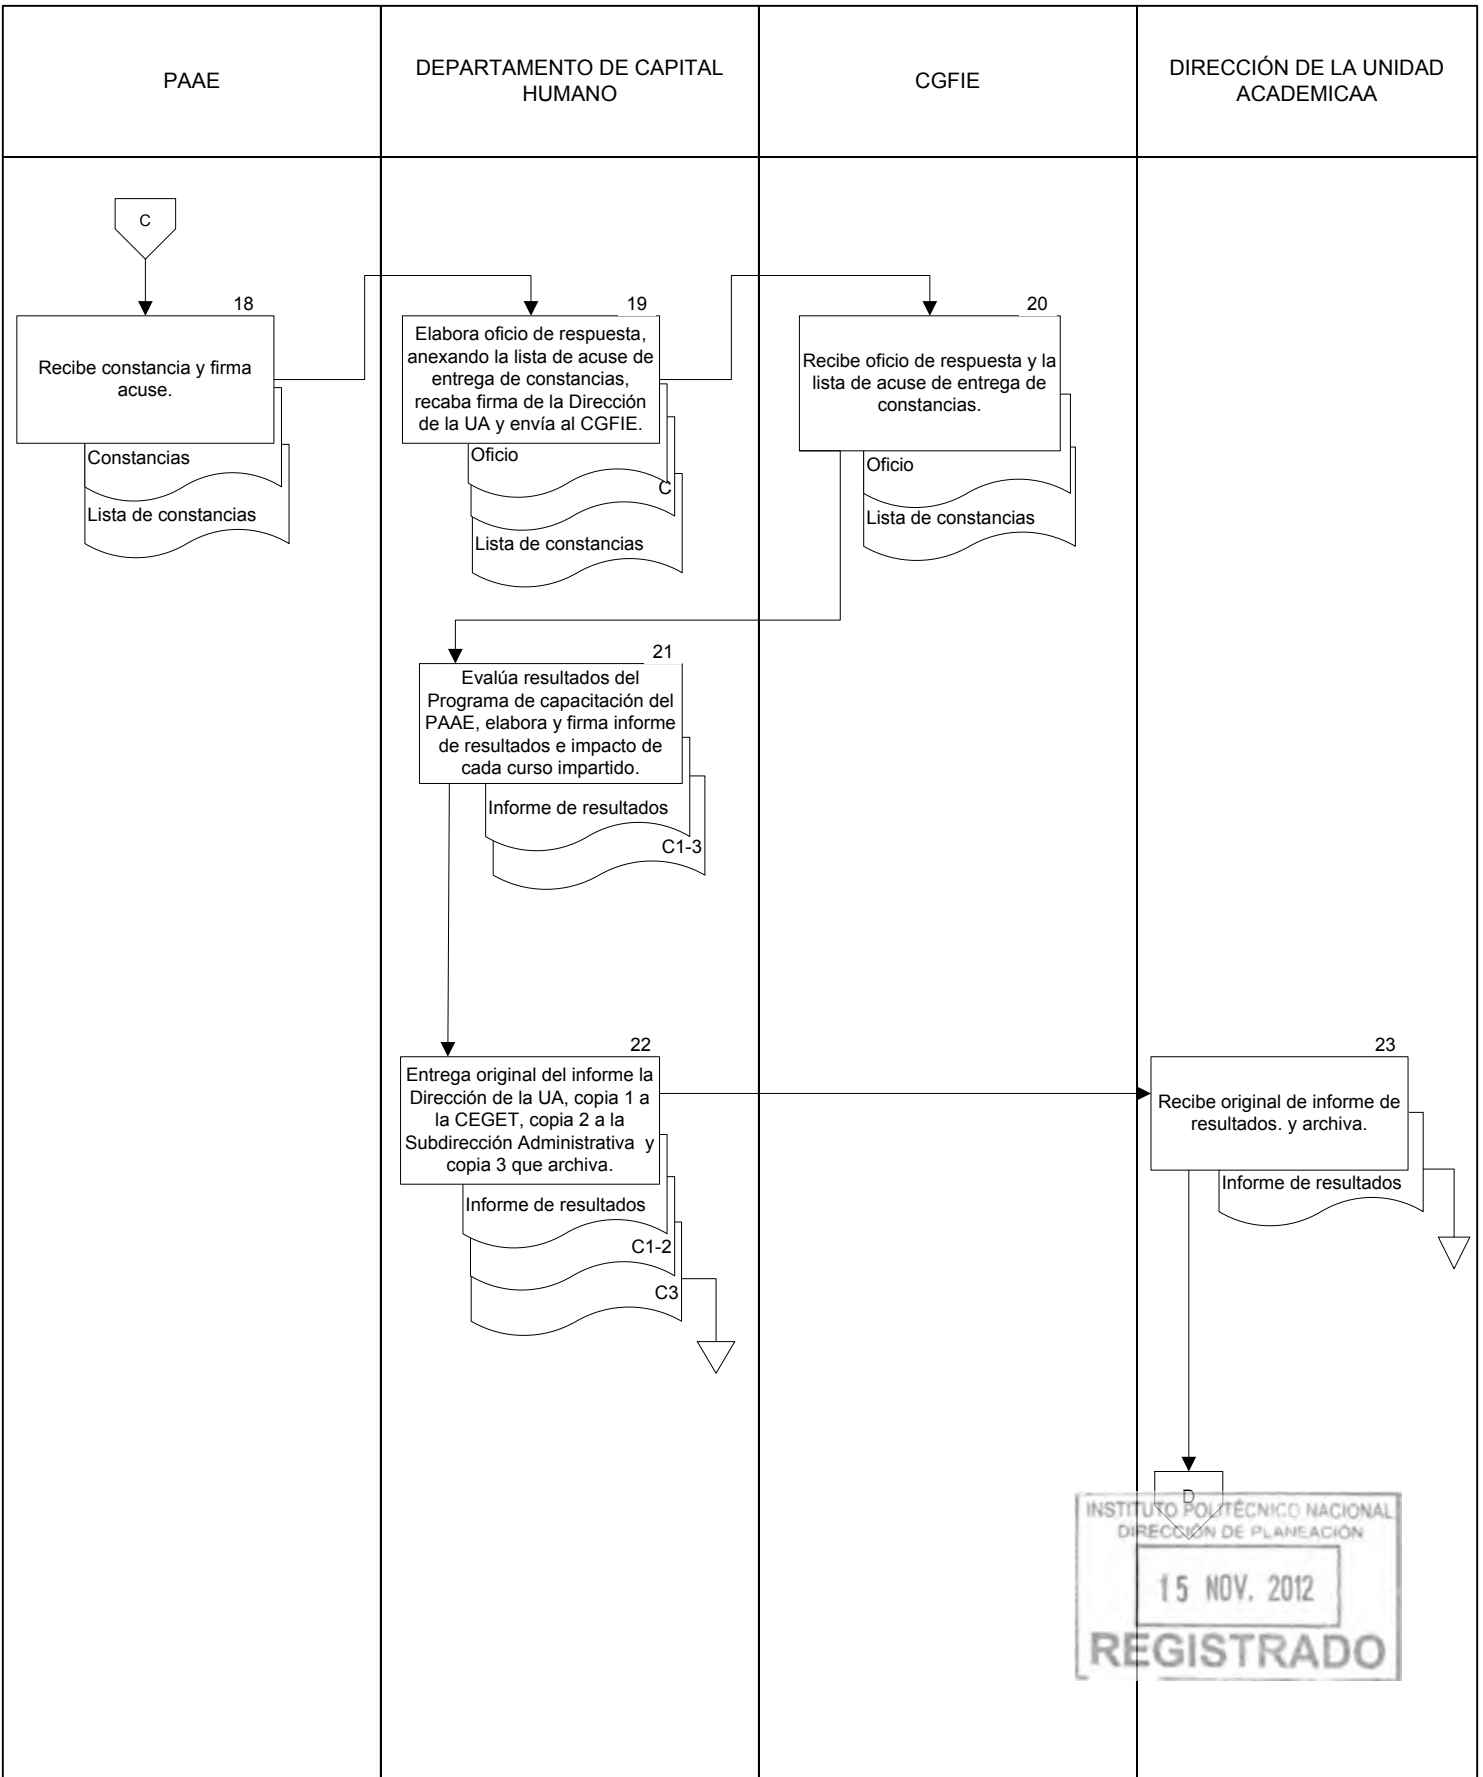 PAAE
DEPARTAMENTO DE CAPITAL
HUMANO
CGFIE
DIRECCIÓN DE LA UNIDAD
ACADEMICAA
C
18
Recibe constancia y firma
acuse.
Constancias
Lista de constancias
19
Elabora oficio de respuesta,
anexando la lista de acuse de
entrega de constancias,
recaba firma de la Dirección
de la UA y envía al CGFIE.
Oficio
C
Lista de constancias
20
Recibe oficio de respuesta y la
lista de acuse de entrega de
constancias.
Oficio
Lista de constancias
21
Evalúa resultados del
Programa de capacitación del
PAAE, elabora y firma informe
de resultados e impacto de
cada curso impartido.
Informe de resultados
C1-3
22
Entrega original del informe la
Dirección de la UA, copia 1 a
la CEGET, copia 2 a la
Subdirección Administrativa y
copia 3 que archiva.
Informe de resultados
C1-2
C3
23
Recibe original de informe de
resultados. y archiva.
Informe de resultados
D
INSTITUTO POLITÉCNICO NACIONAL
DIRECCIÓN DE PLANEACIÓN
15 NOV. 2012
REGISTRADO